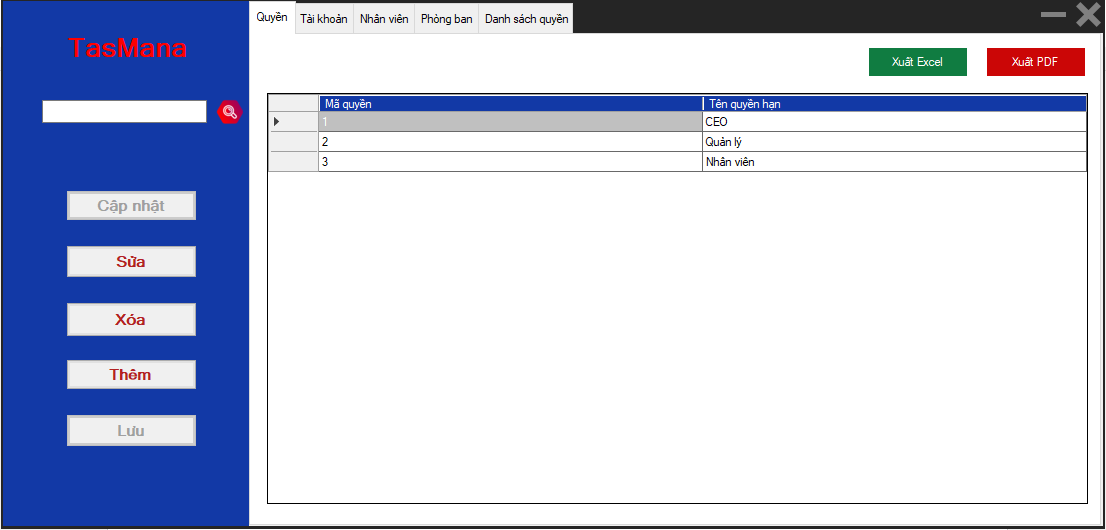 Quyền Tài khoản Nhân viên Phòng ban Danh sách quyền
TasMana
Xuất Excel Xuất PDF
Mã quyền Tên quyền hạn
1 CEO
2 Quản lý
3 Nhân viên
Cập nhật
Sửa
Xóa
Thêm
Lưu